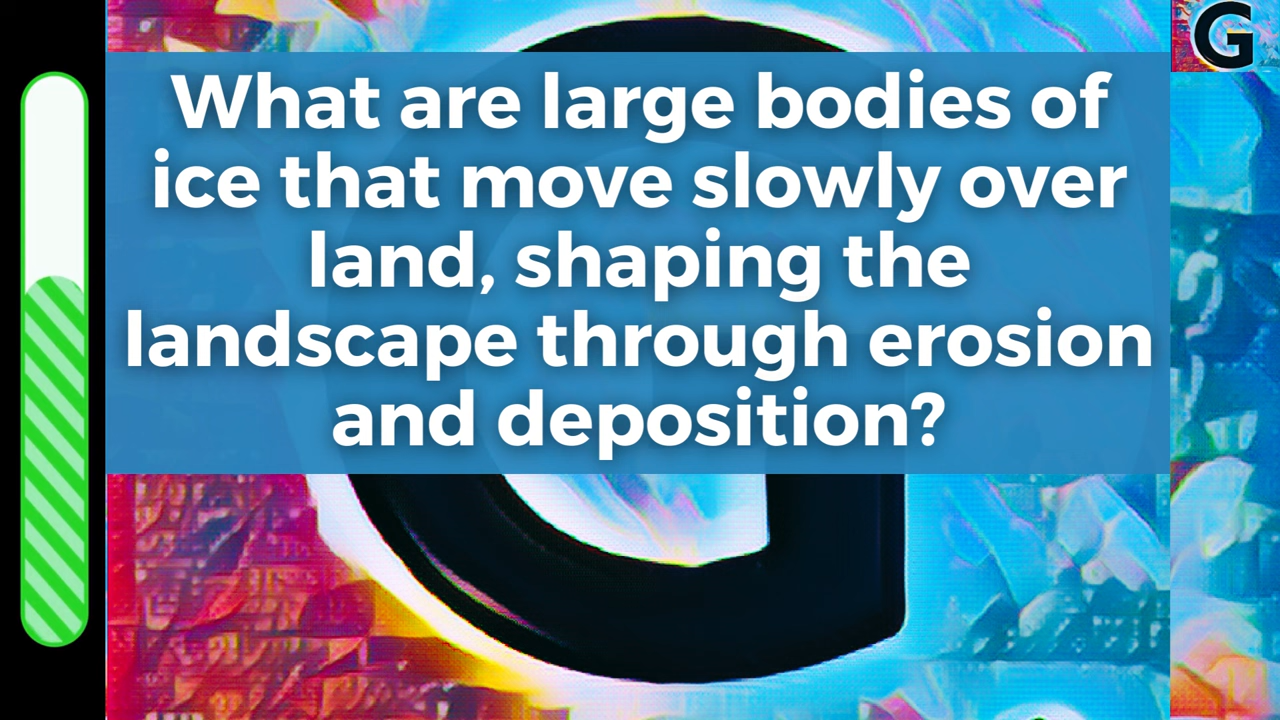 G
What are large bodies of
ice that move slowly over
land, shaping the
landscape through erosion
and deposition?
G